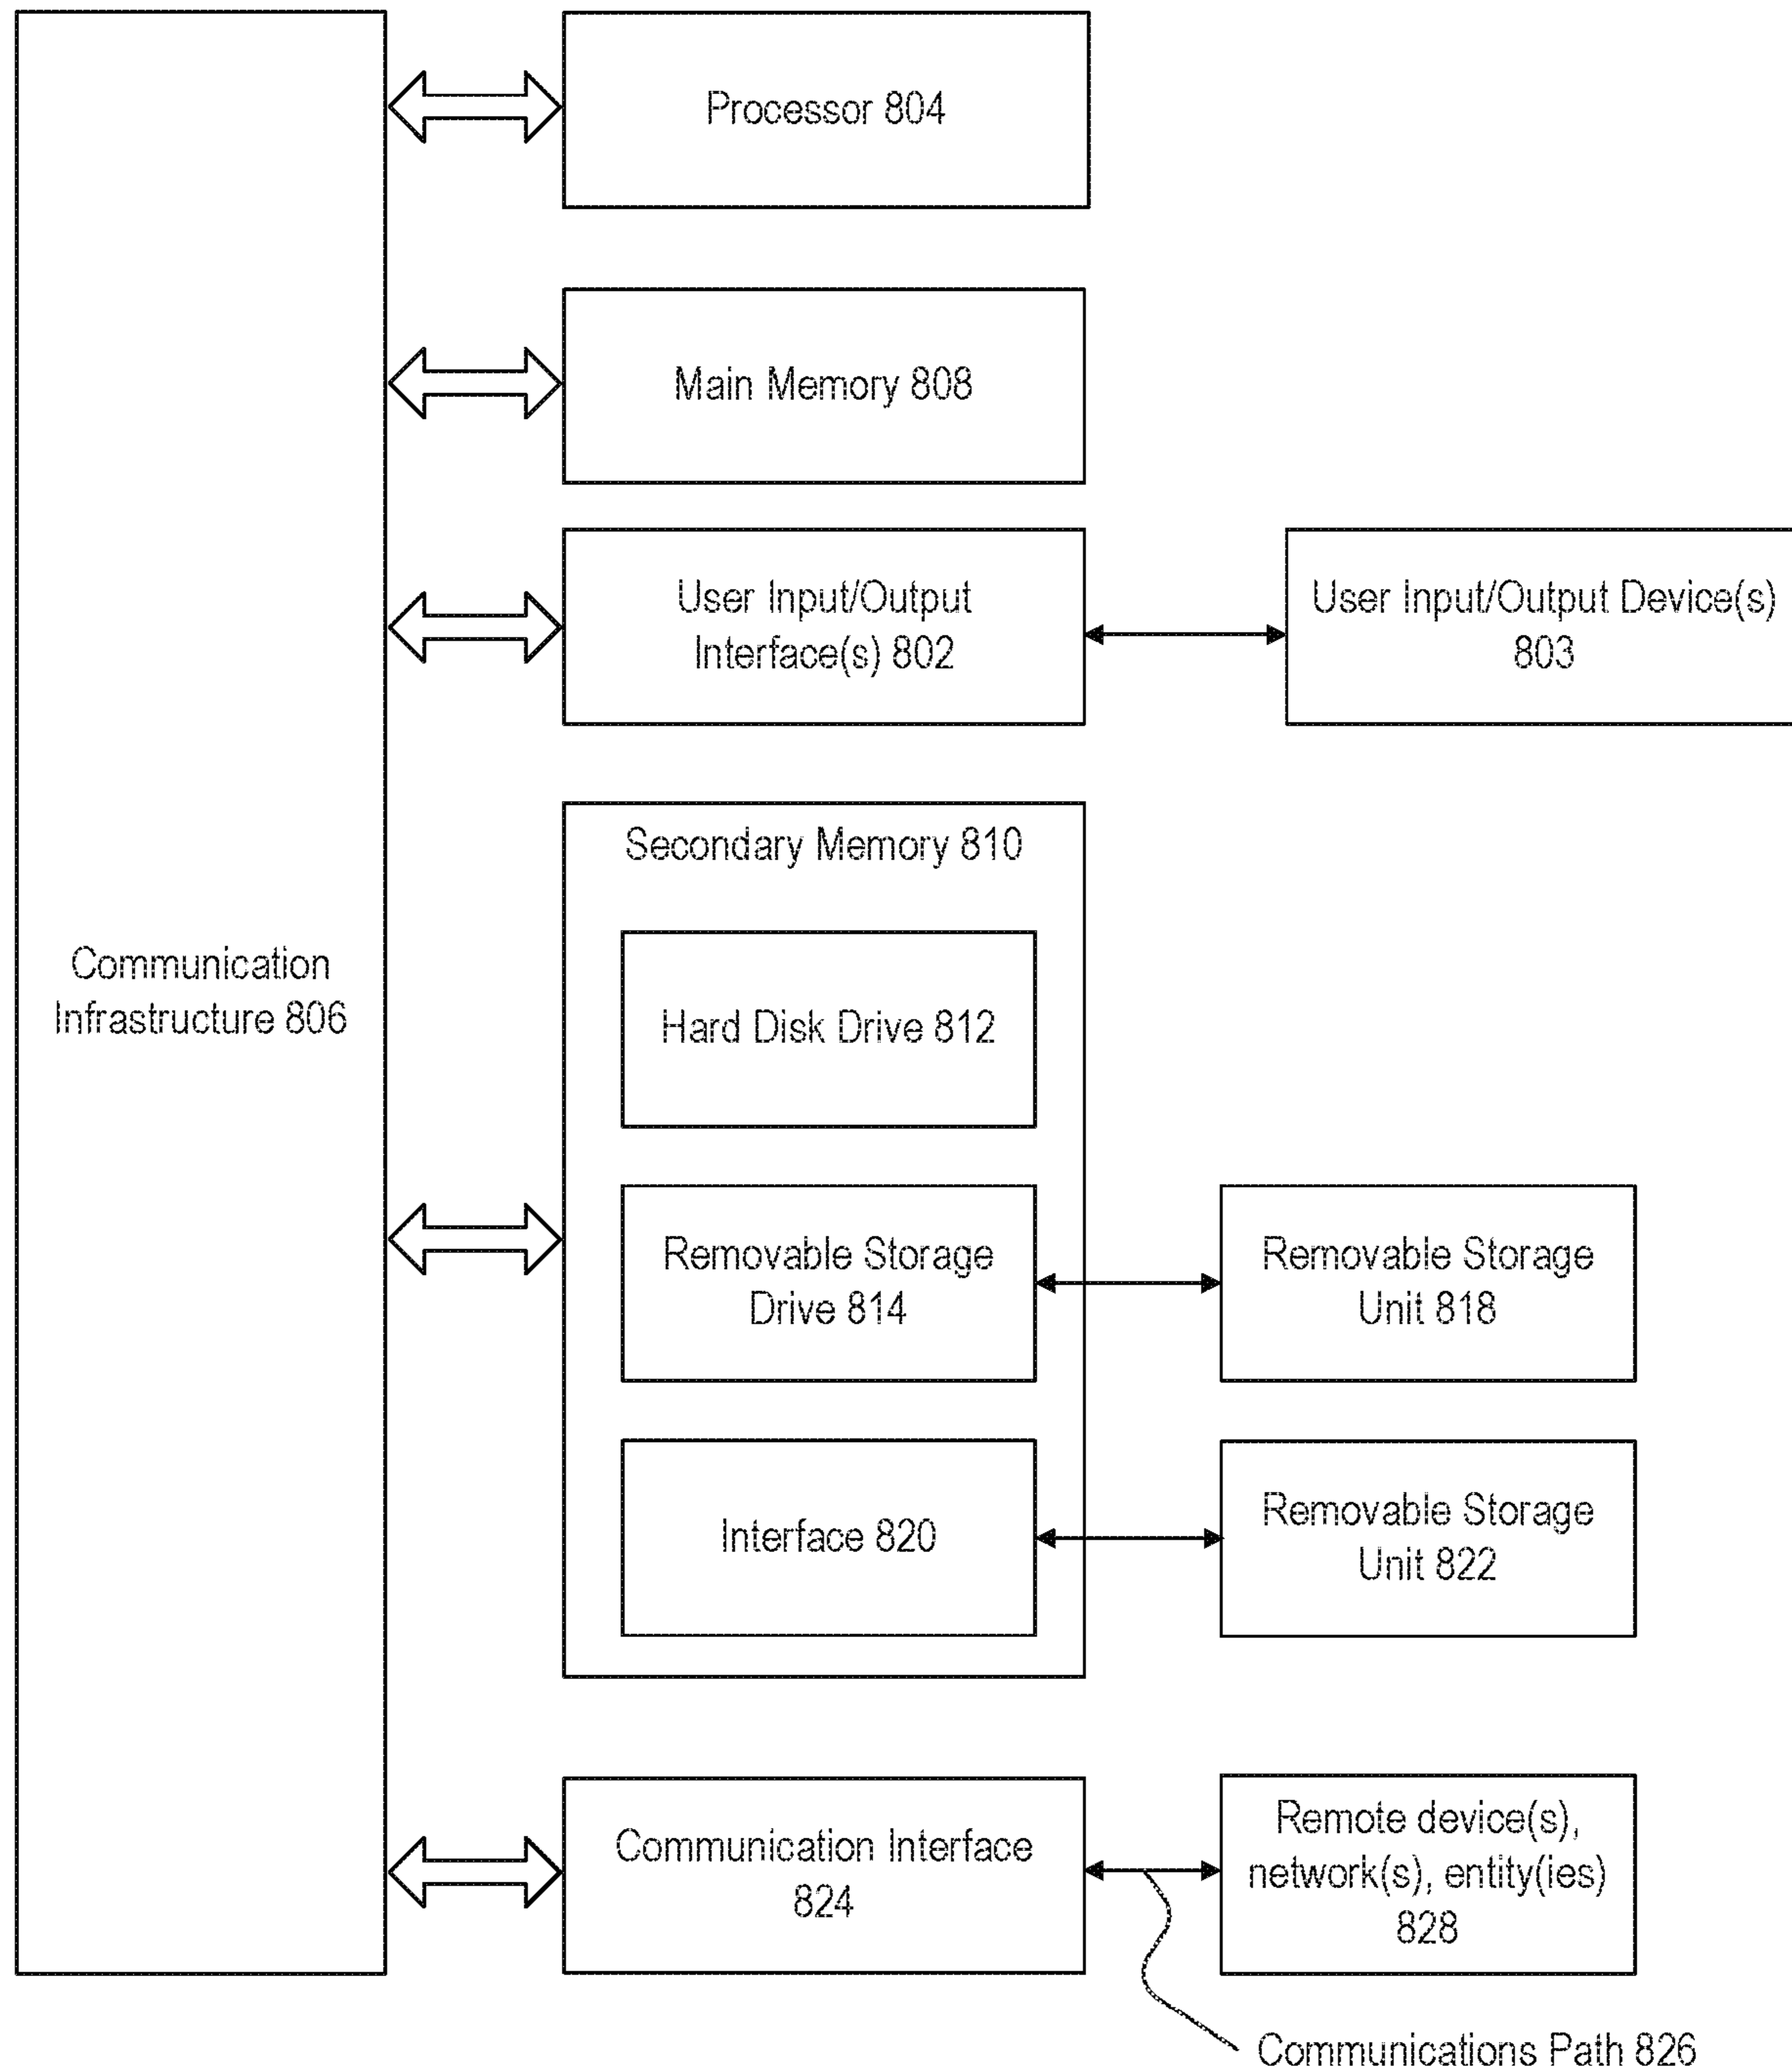 Processor 804
Main Memory 808
User Input/Output
Interface(s) 802
User Input/Output Device(s)
803
Secondary Memory 810
Communication
Infrastructure 806
Hard Disk Drive 812
Removable Storage
Drive 814
Removable Storage
Unit 818
Interface 820
Removable Storage
Unit 822
Communication Interface
824
Remote device(s),
network(s), entity(ies)
828
Communications Path 826